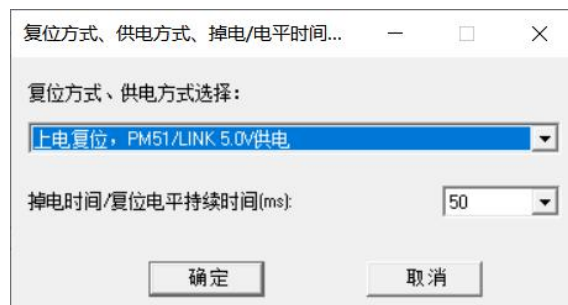 复位方式、供电方式、掉电/电平时间...
复位方式、供电方式选择：
上电复位，PM51/LINK 5.0V供电
掉电时间/复位电平持续时间(ms): 50
确定 取消